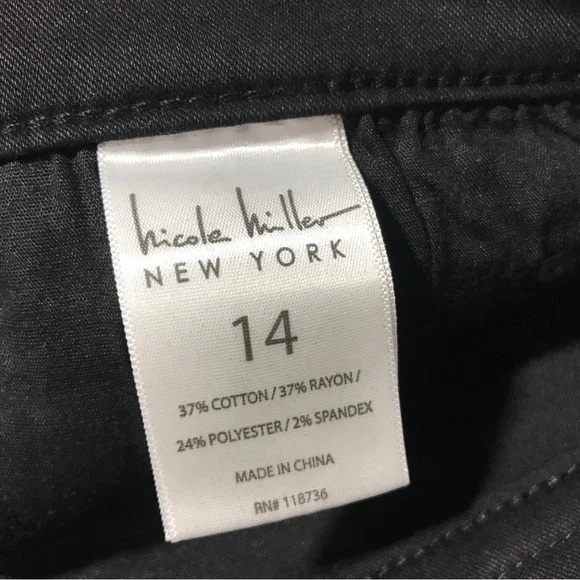 Nicole Miller
NEW YORK
14
37% COTTON / 37% RAYON /
24% POLYESTER / 2% SPANDEX
MADE IN CHINA
RN# 118736